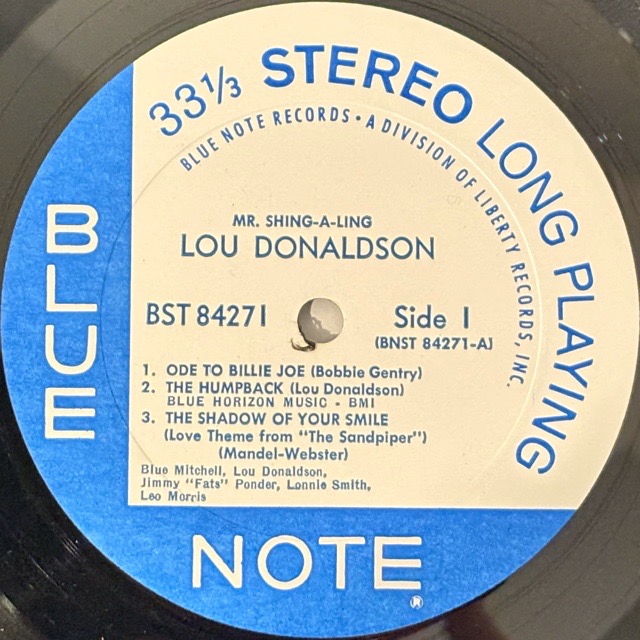 33⅓ STEREO LONG PLAYING
BLUE NOTE RECORDS • A DIVISION OF LIBERTY RECORDS, INC.
MR. SHING-A-LING
LOU DONALDSON
BST 84271
Side 1
(BNST 84271-A)
1. ODE TO BILLIE JOE (Bobbie Gentry)
2. THE HUMPBACK (Lou Donaldson)
BLUE HORIZON MUSIC - BMI
3. THE SHADOW OF YOUR SMILE
(Love Theme from "The Sandpiper")
(Mandel-Webster)
Blue Mitchell, Lou Donaldson,
Jimmy "Fats" Ponder, Lonnie Smith,
Leo Morris
BLUE
NOTE®